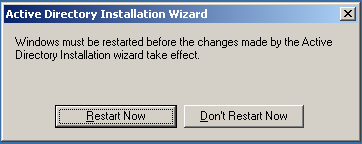 Active Directory Installation Wizard
Windows must be restarted before the changes made by the Active
Directory Installation wizard take effect.
Restart Now
Don't Restart Now